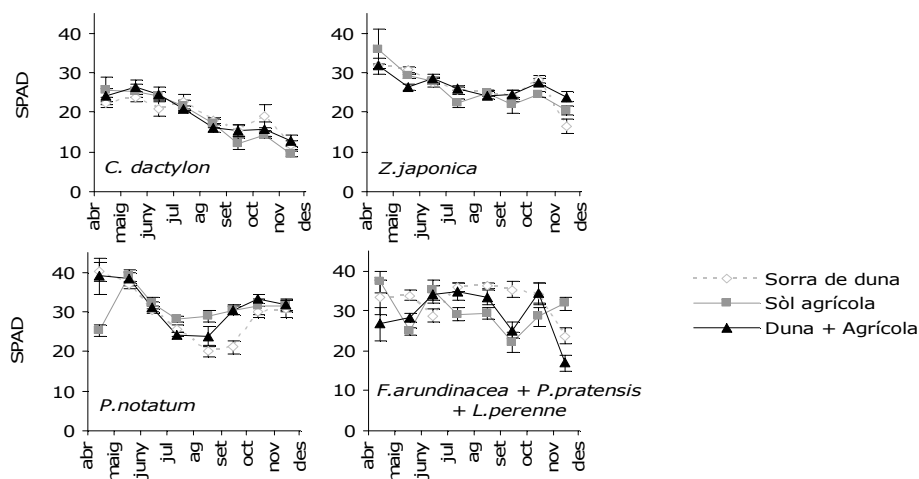 SPAD
40
30
20
10
0
C. dactylon
abr
maig
juny
jul
ag
set
oct
nov
des
40
30
20
10
0
Z.japonica
abr
maig
juny
jul
ag
set
oct
nov
des
SPAD
40
30
20
10
0
P.notatum
abr
maig
juny
jul
ag
set
oct
nov
des
40
30
20
10
0
F.arundinacea + P.pratensis
+ L.perenne
abr
maig
juny
jul
ag
set
oct
nov
des
Sorra de duna
Sòl agrícola
Duna + Agrícola